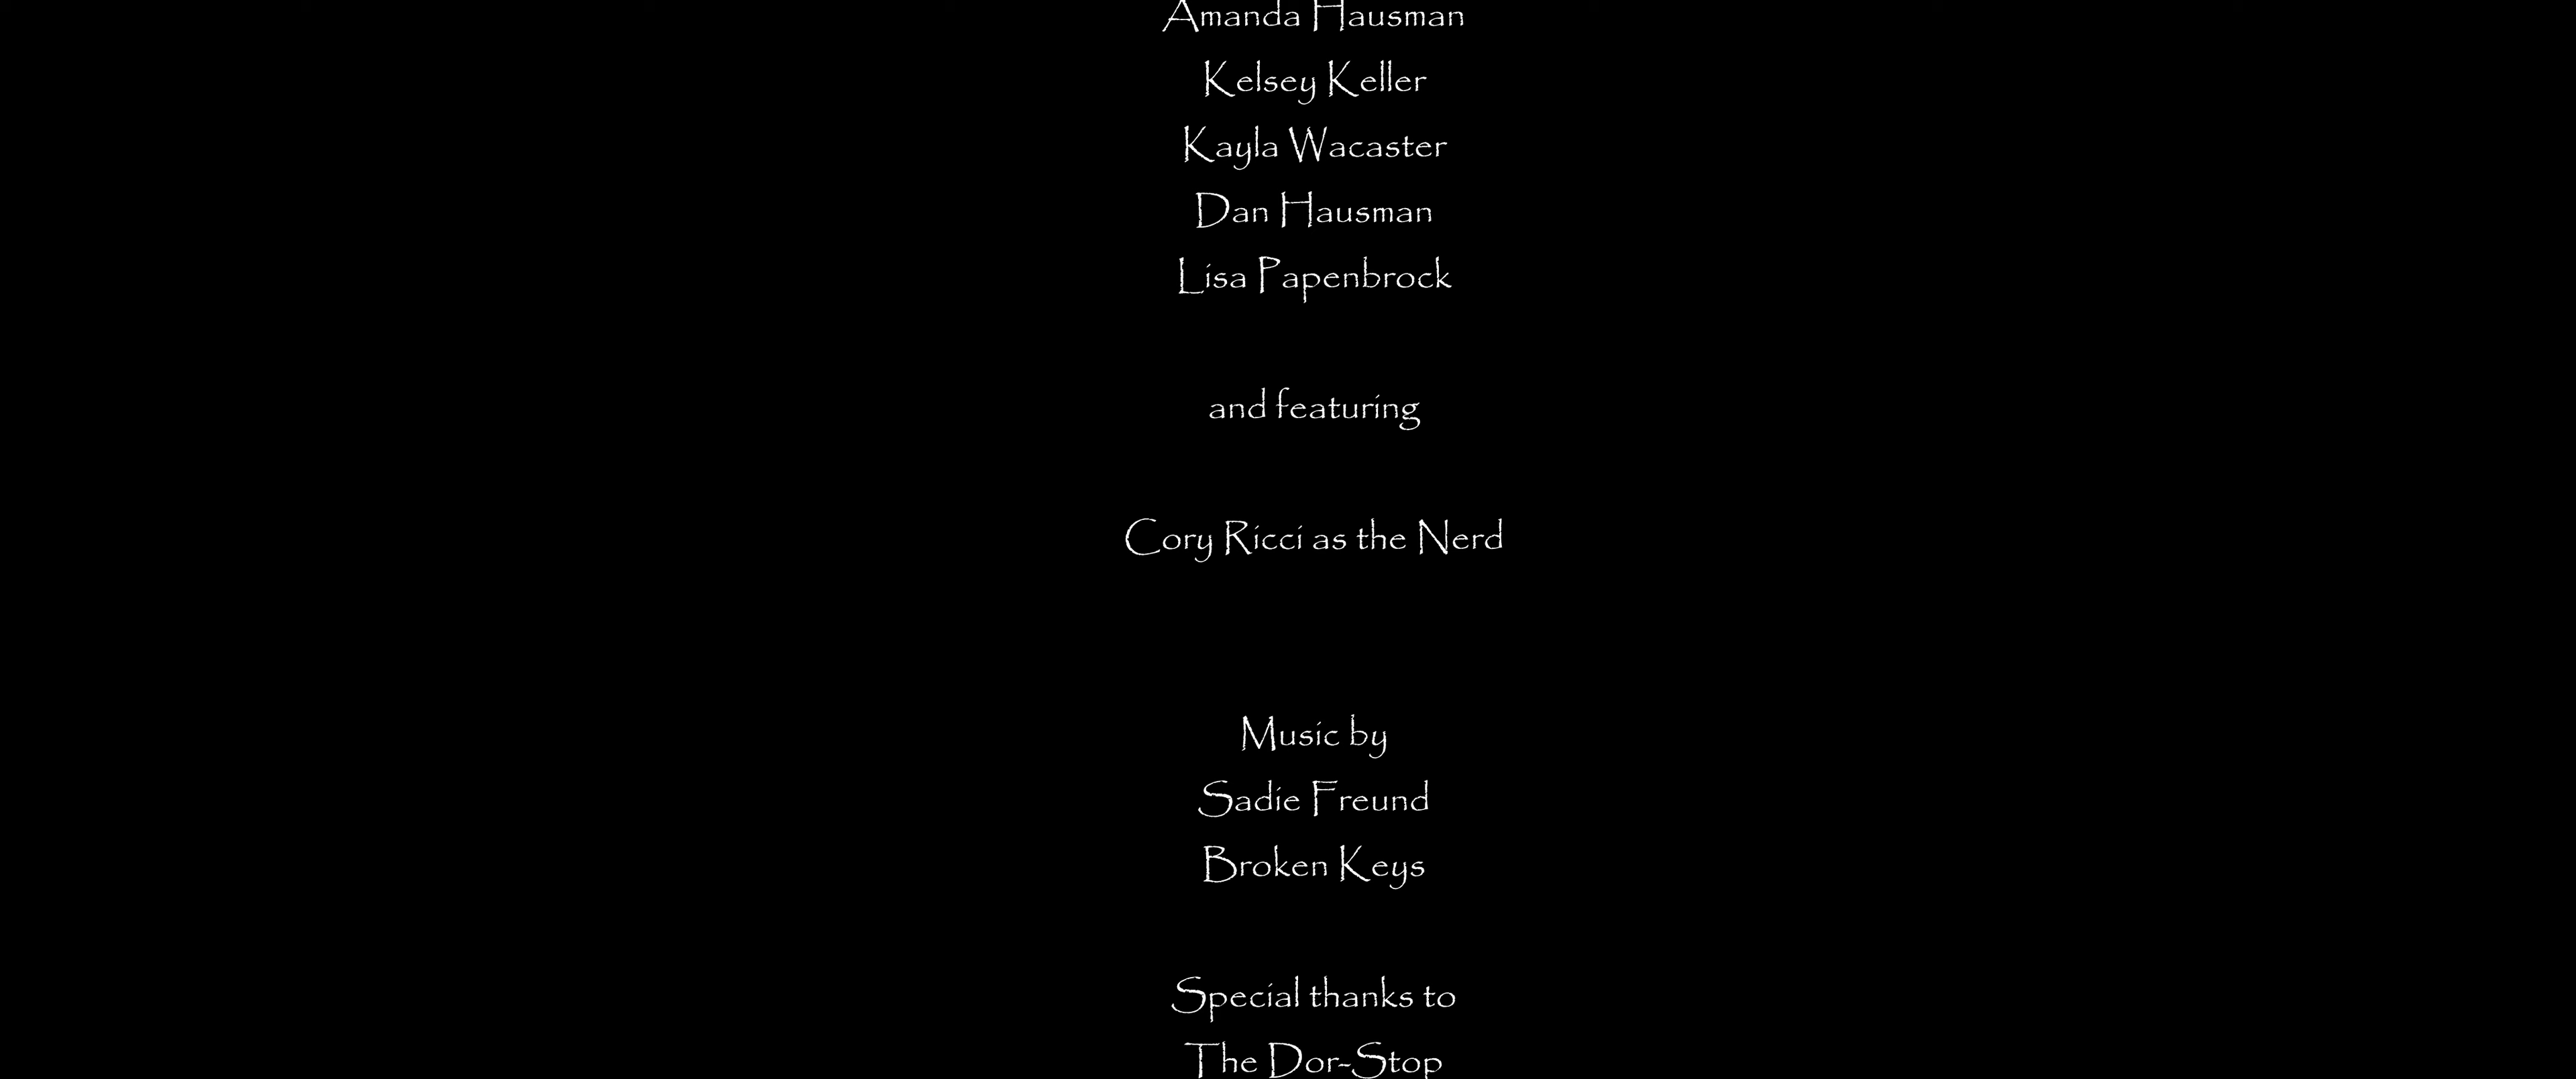 Amanda Hausman
Kelsey Keller
Kayla Wacaster
Dan Hausman
Lisa Papenbrock
and featuring
Cory Ricci as the Nerd
Music by
Sadie Freund
Broken Keys
Special thanks to
The Dor-Stop